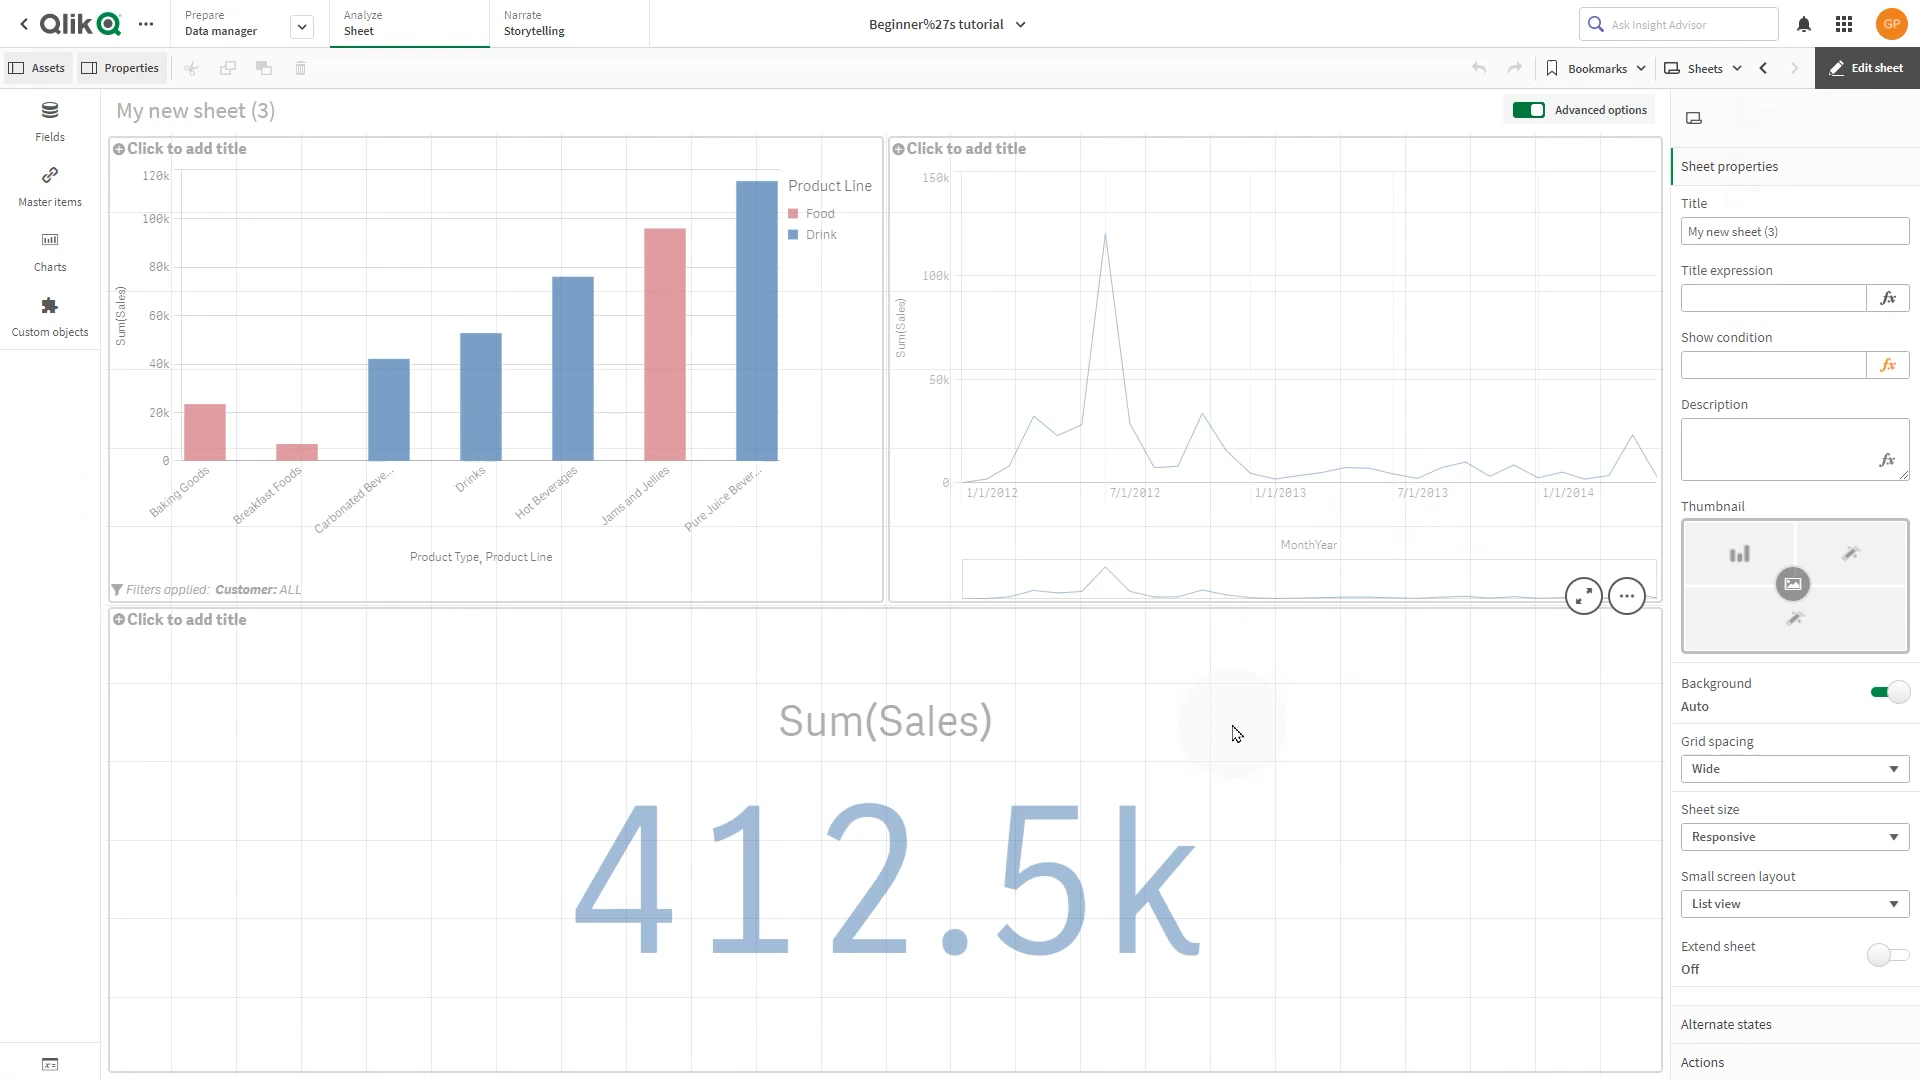 Qlik
Prepare
Data manager
Analyze
Sheet
Narrate
Storytelling
Beginner%27s tutorial
Ask Insight Advisor
GP
Assets
Properties
Bookmarks
Sheets
Edit sheet
Fields
Master items
Charts
Custom objects
My new sheet (3)
Advanced options
Click to add title
120k
100k
80k
60k
40k
20k
0
Sum(Sales)
Baking Goods
Breakfast Foods
Carbonated Beve...
Drinks
Hot Beverages
Jams and Jellies
Pure Juice Bever...
Product Type, Product Line
Product Line
Food
Drink
Filters applied: Customer: ALL
Click to add title
150k
100k
50k
0
Sum(Sales)
1/1/2012
7/1/2012
1/1/2013
7/1/2013
1/1/2014
MonthYear
Click to add title
Sum(Sales)
412.5k
Sheet properties
Title
My new sheet (3)
Title expression
fx
Show condition
fx
Description
fx
Thumbnail
Background
Auto
Grid spacing
Wide
Sheet size
Responsive
Small screen layout
List view
Extend sheet
Off
Alternate states
Actions